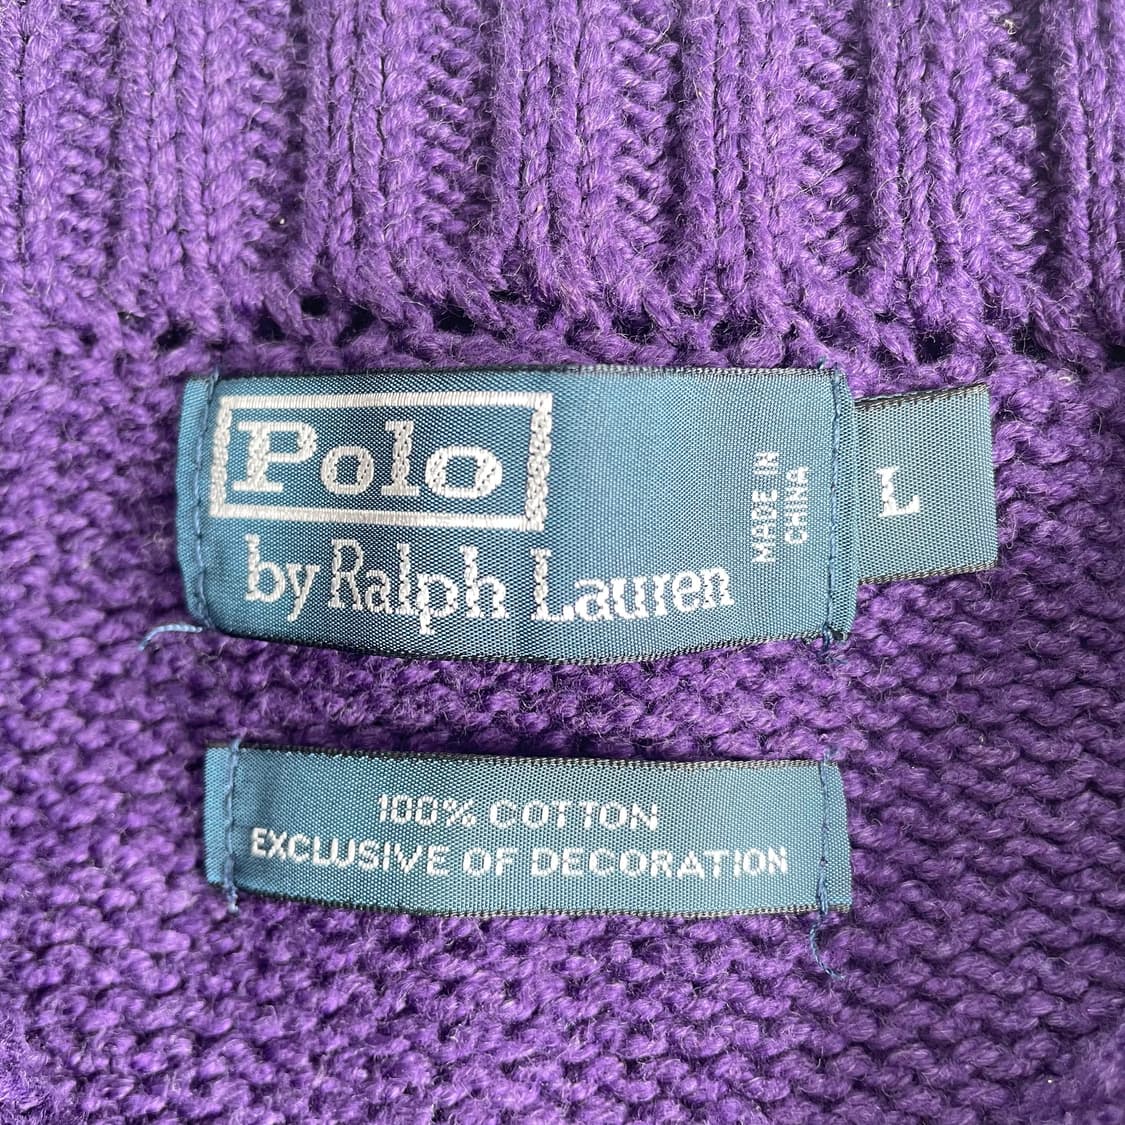 Polo
by Ralph Lauren
MADE IN
CHINA
L
100% COTTON
EXCLUSIVE OF DECORATION